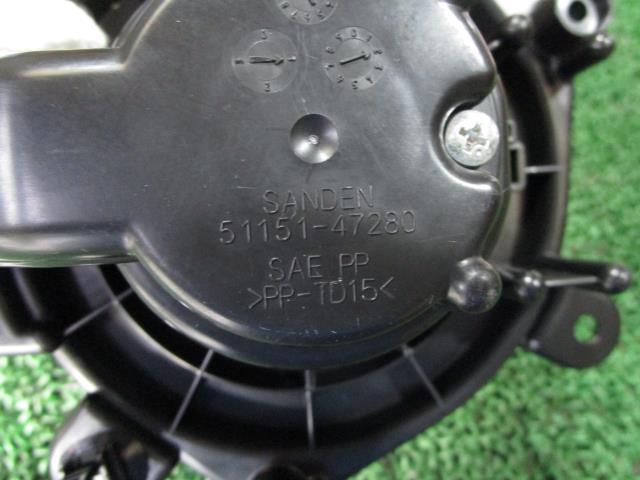 SANDEN
51151-47280
SAE PP
>PP-TD15<